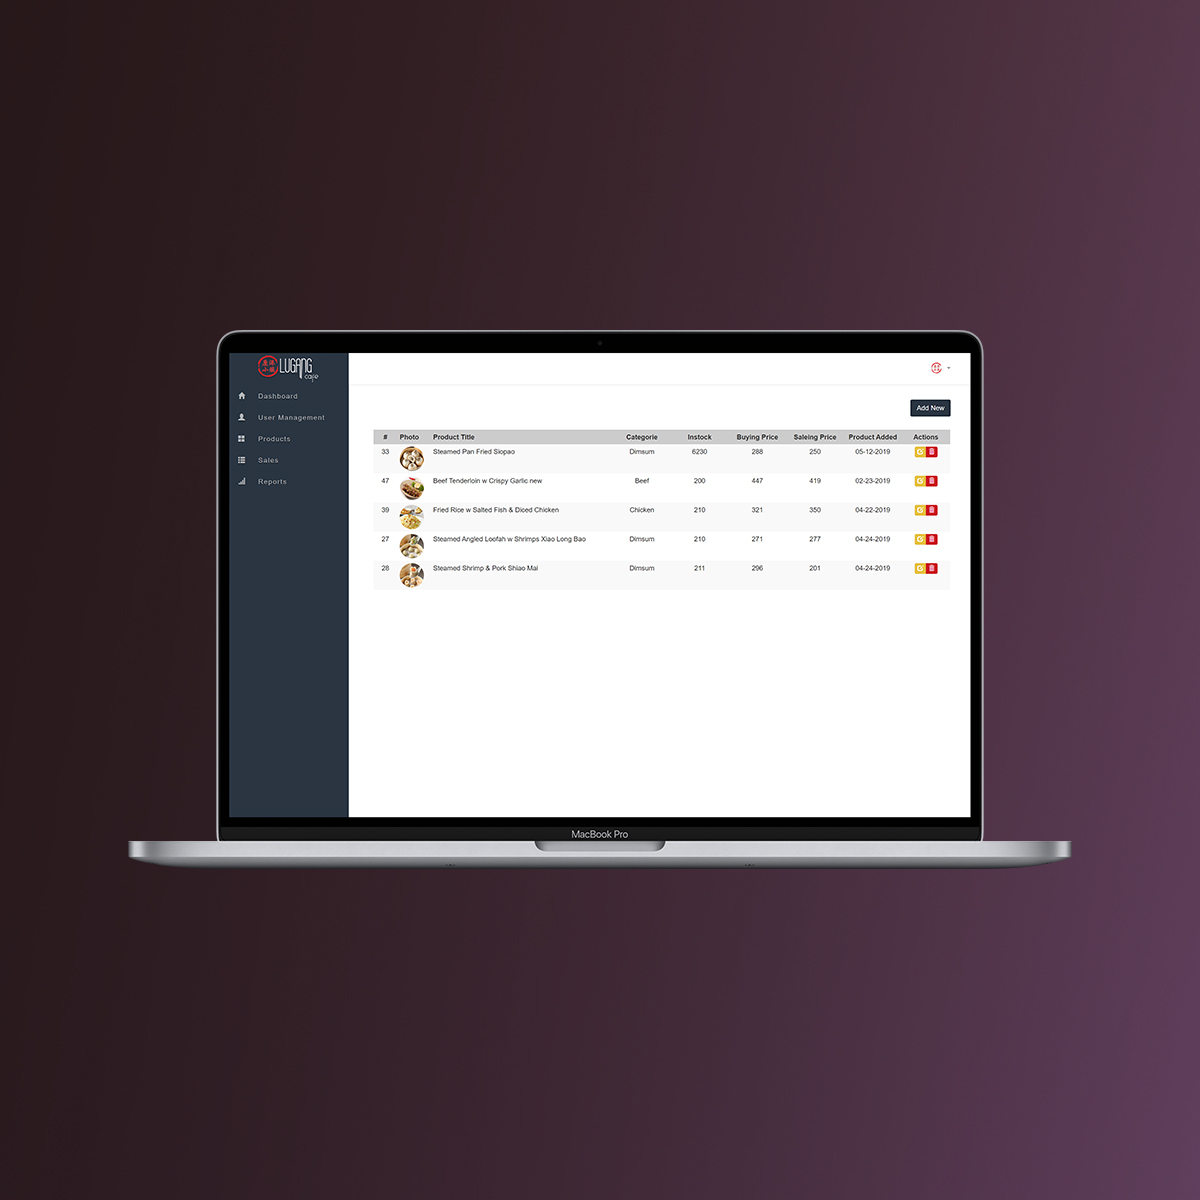 LUGANG
cafe
Dashboard
User Management
Products
Sales
Reports
Add New
# Photo Product Title Categorie Instock Buying Price Saleing Price Product Added Actions
33 Steamed Pan Fried Siopao Dimsum 6230 288 250 05-12-2019
47 Beef Tenderloin w Crispy Garlic new Beef 200 447 419 02-23-2019
39 Fried Rice w Salted Fish & Diced Chicken Chicken 210 321 350 04-22-2019
27 Steamed Angled Loofah w Shrimps Xiao Long Bao Dimsum 210 271 277 04-24-2019
28 Steamed Shrimp & Pork Shiao Mai Dimsum 211 296 201 04-24-2019
MacBook Pro